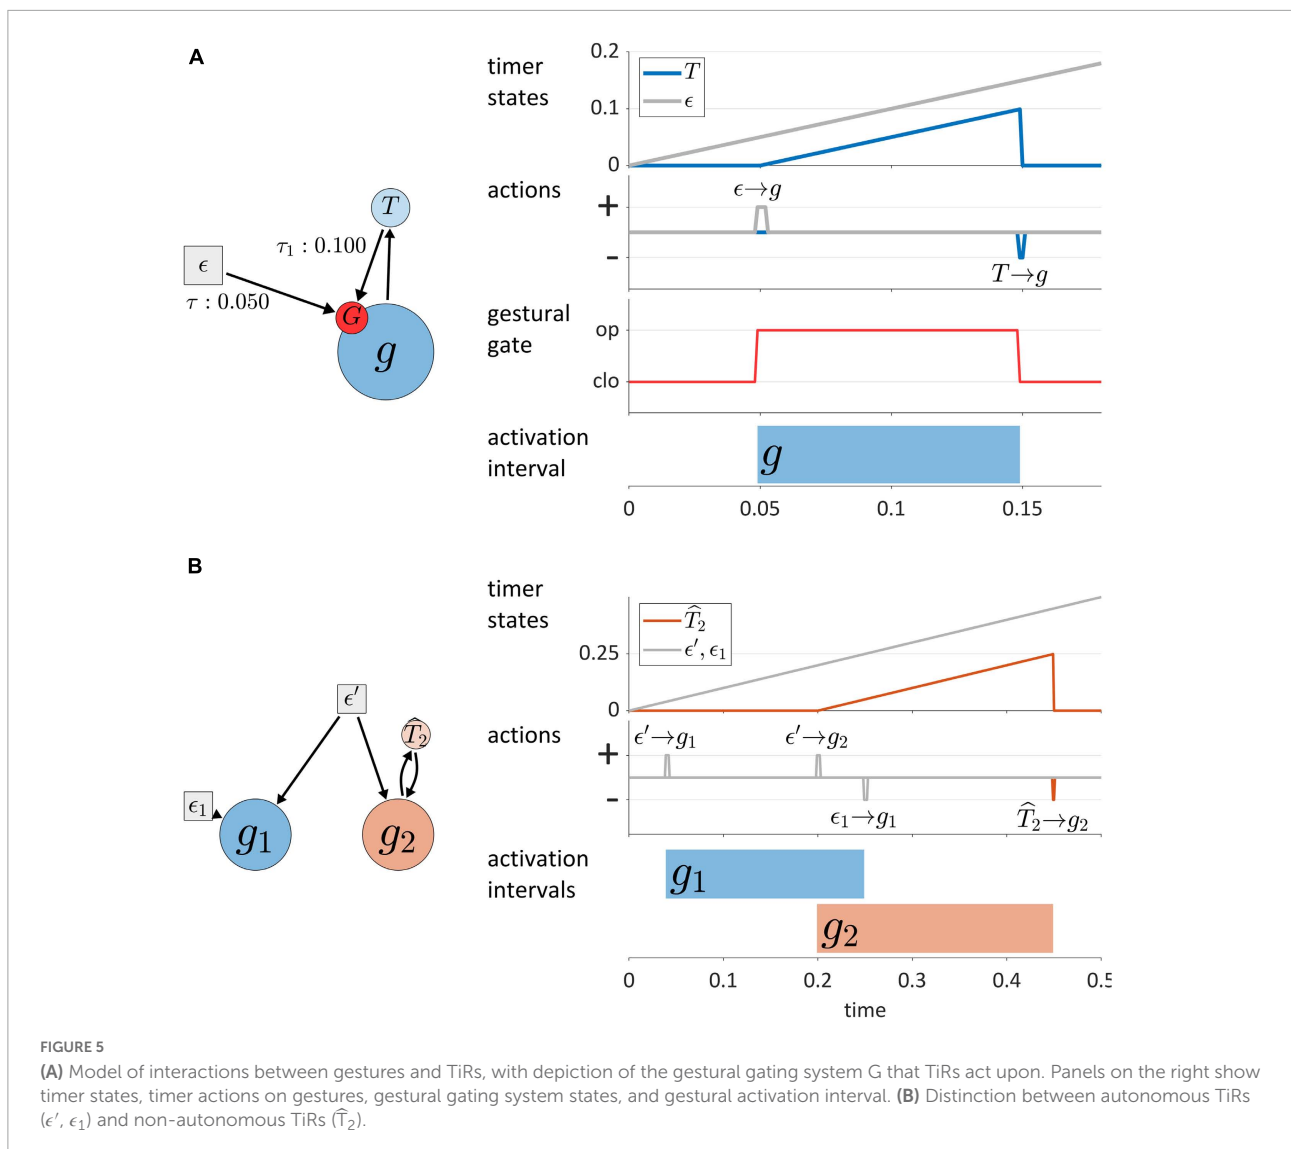 A
timer
states
0.2
0.1
0
T
ϵ
actions
+
-
ϵ→g
T→g
T
τ₁ : 0.100
ϵ
τ : 0.050
G
g
gestural
gate
op
clo
activation
interval
g
0 0.05 0.1 0.15
B
timer
states
0.25
0
T̂₂
ϵ′, ϵ₁
actions
+
-
ϵ′→g₁ ϵ′→g₂
ϵ₁→g₁ T̂₂→g₂
ϵ′
T̂₂
ϵ₁
g₁ g₂
activation
intervals
g₁
g₂
0 0.1 0.2 0.3 0.4 0.5
time
FIGURE 5
(A) Model of interactions between gestures and TiRs, with depiction of the gestural gating system G that TiRs act upon. Panels on the right show
timer states, timer actions on gestures, gestural gating system states, and gestural activation interval. (B) Distinction between autonomous TiRs
(ϵ′, ϵ₁) and non-autonomous TiRs (T̂₂).